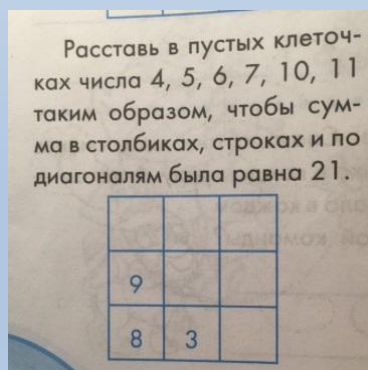 Расставь в пустых клеточ-
ках числа 4, 5, 6, 7, 10, 11
таким образом, чтобы сум-
ма в столбиках, строках и по
диагоналям была равна 21.
9
8 3